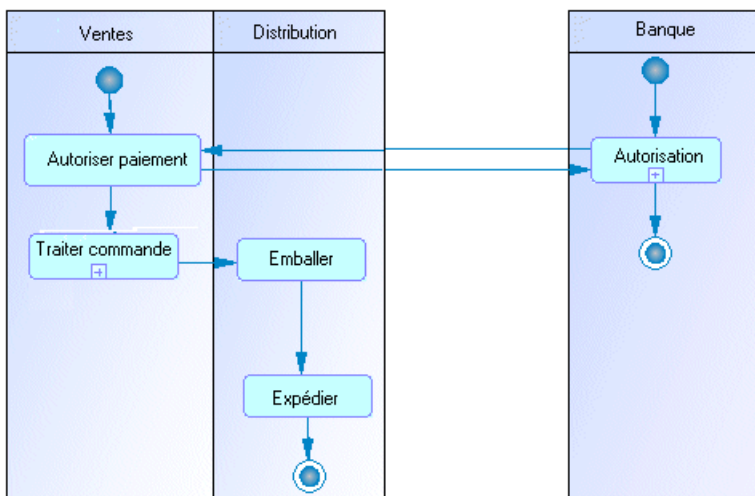 Ventes
Distribution
Banque
Autoriser paiement
Autorisation
Traiter commande
Emballer
Expédier